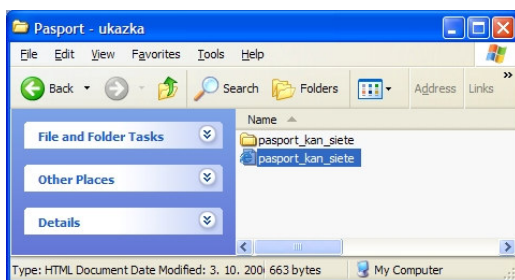 Pasport - ukazka
File Edit View Favorites Tools Help
Back Search Folders Address Links »
Name
File and Folder Tasks
pasport_kan_siete
pasport_kan_siete
Other Places
Details
Type: HTML Document Date Modified: 3. 10. 200 663 bytes My Computer